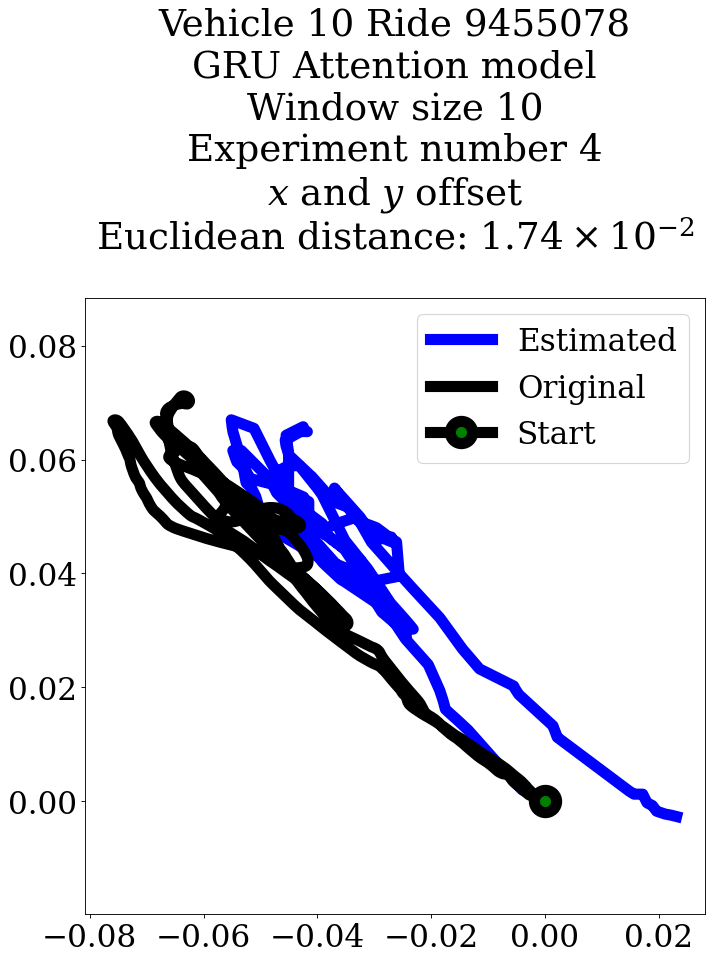 Vehicle 10 Ride 9455078
GRU Attention model
Window size 10
Experiment number 4
x and y offset
Euclidean distance: 1.74 × 10⁻²
Estimated
Original
Start
0.08
0.06
0.04
0.02
0.00
−0.08 −0.06 −0.04 −0.02 0.00 0.02